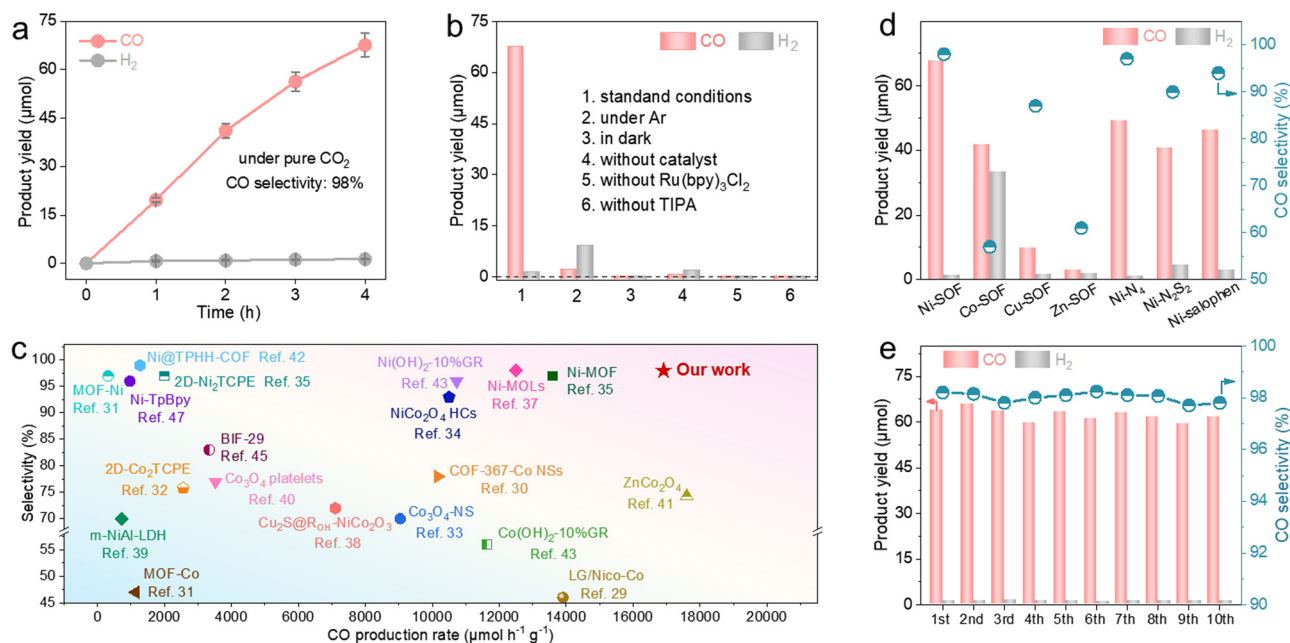 a
CO
H2
Product yield (μmol)
75
60
45
30
15
0
under pure CO2
CO selectivity: 98%
0 1 2 3 4
Time (h)
b
CO H2
Product yield (μmol)
75
60
45
30
15
0
1. standand conditions
2. under Ar
3. in dark
4. without catalyst
5. without Ru(bpy)3Cl2
6. without TIPA
1 2 3 4 5 6
d
CO H2
Product yield (μmol)
60
40
20
0
100
90
80
70
60
50
CO selectivity (%)
Ni-SOF
Co-SOF
Cu-SOF
Zn-SOF
Ni-N4
Ni-N2S2
Ni-salophen
c
Selectivity (%)
100
95
90
85
80
75
70
55
50
45
Ni@TPHH-COF Ref. 42
MOF-Ni
Ref. 31
2D-Ni2TCPE Ref. 35
Ni-TpBpy
Ref. 47
Ni(OH)2-10%GR
Ref. 43
Ni-MOLs
Ref. 37
Ni-MOF
Ref. 35
Our work
NiCo2O4 HCs
Ref. 34
BIF-29
Ref. 45
2D-Co2TCPE
Ref. 32
Co3O4 platelets
Ref. 40
COF-367-Co NSs
Ref. 30
ZnCo2O4
Ref. 41
m-NiAl-LDH
Ref. 39
Cu2S@ROH-NiCo2O3
Ref. 38
Co3O4-NS
Ref. 33
Co(OH)2-10%GR
Ref. 43
MOF-Co
Ref. 31
LG/Nico-Co
Ref. 29
0 2000 4000 6000 8000 10000 12000 14000 16000 18000 20000
CO production rate (μmol h-1 g-1)
e
CO H2
Product yield (μmol)
75
60
45
30
15
0
100
98
96
94
92
90
CO selectivity (%)
1st 2nd 3rd 4th 5th 6th 7th 8th 9th 10th